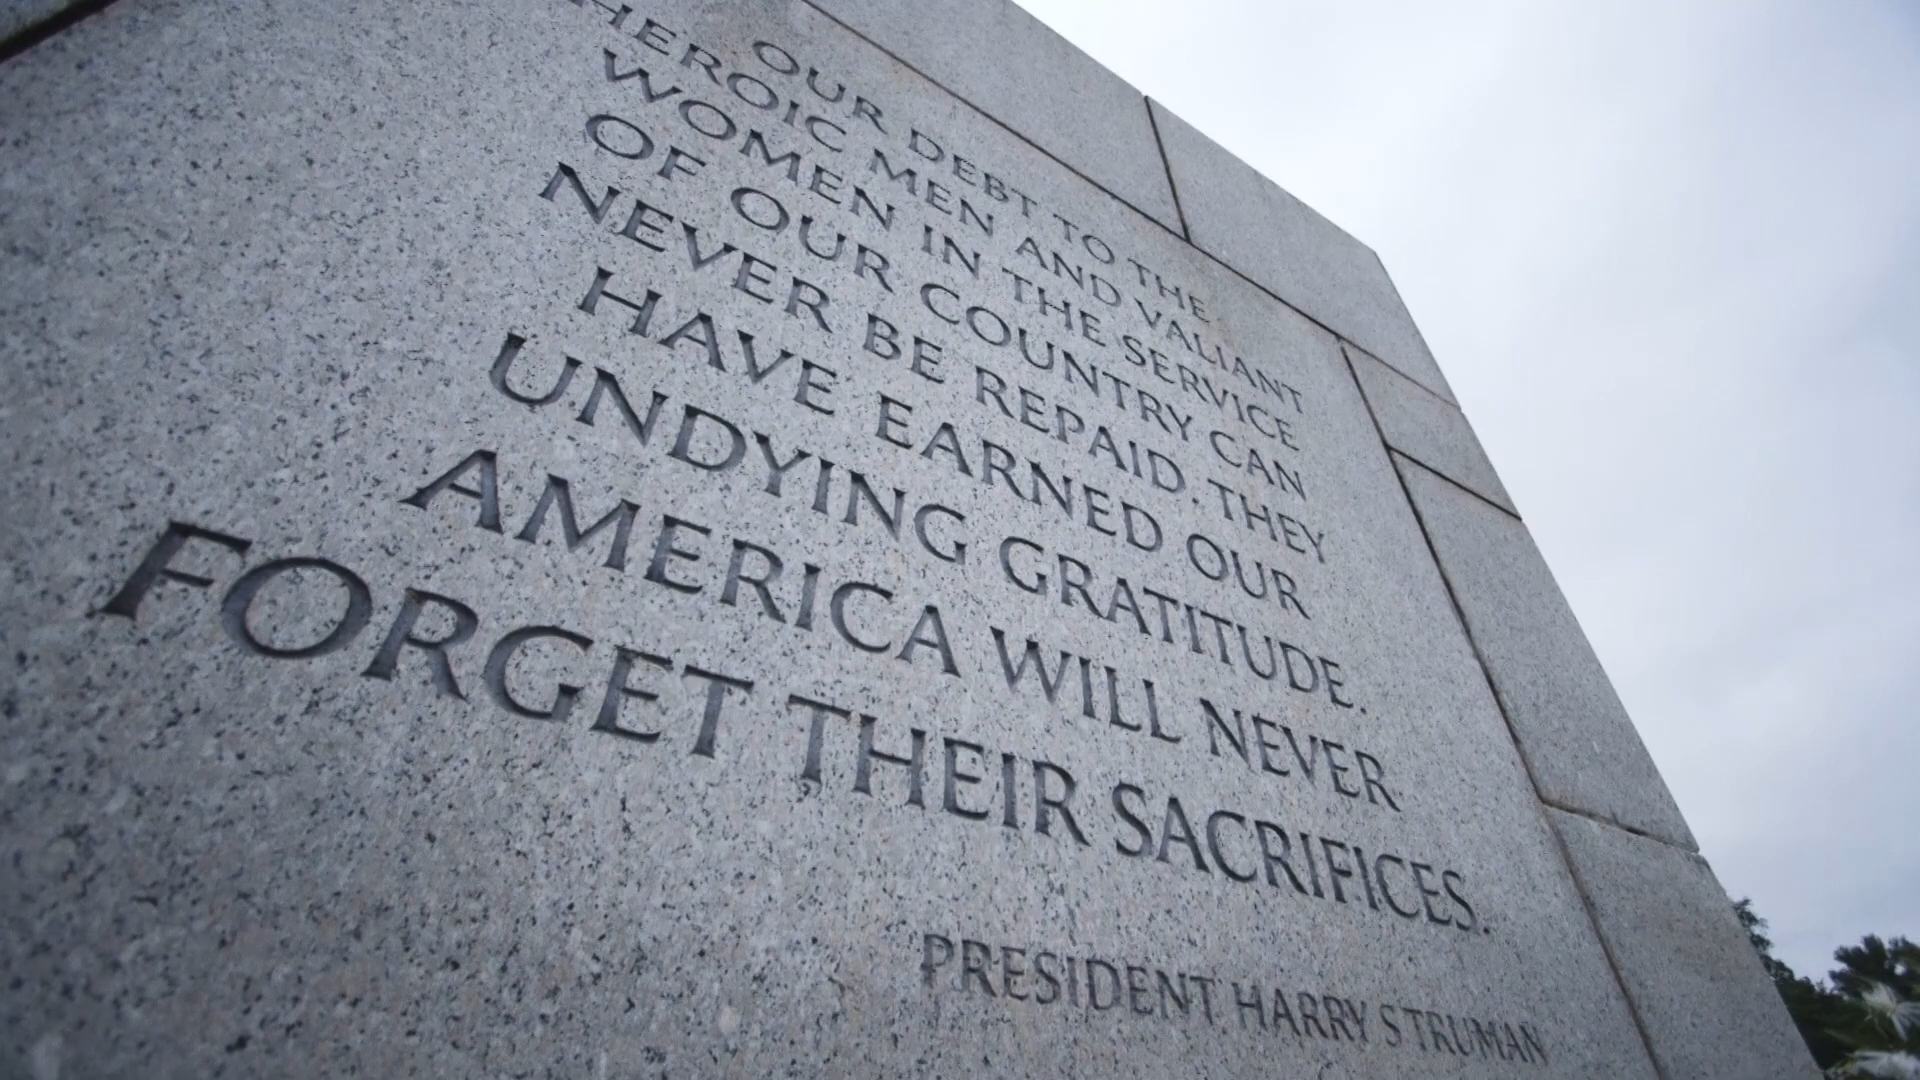 OUR DEBT TO THE
HEROIC MEN AND VALIANT
WOMEN IN THE SERVICE
OF OUR COUNTRY CAN
NEVER BE REPAID. THEY
HAVE EARNED OUR
UNDYING GRATITUDE.
AMERICA WILL NEVER
FORGET THEIR SACRIFICES.
PRESIDENT HARRY S TRUMAN